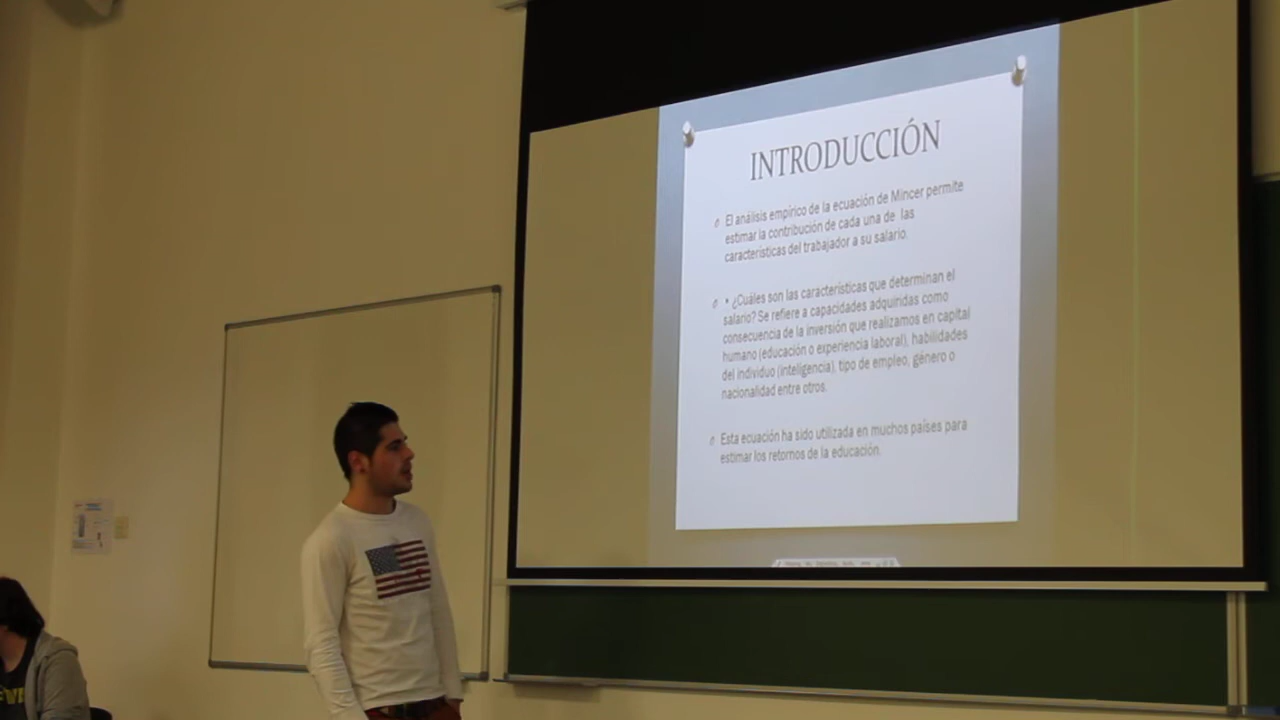 INTRODUCCIÓN
El análisis empírico de la ecuación de Mincer permite
estimar la contribución de cada una de las
características del trabajador a su salario.
• ¿Cuáles son las características que determinan el
salario? Se refiere a capacidades adquiridas como
consecuencia de la inversión que realizamos en capital
humano (educación o experiencia laboral), habilidades
del individuo (inteligencia), tipo de empleo, género o
nacionalidad entre otros.
Esta ecuación ha sido utilizada en muchos países para
estimar los retornos de la educación.